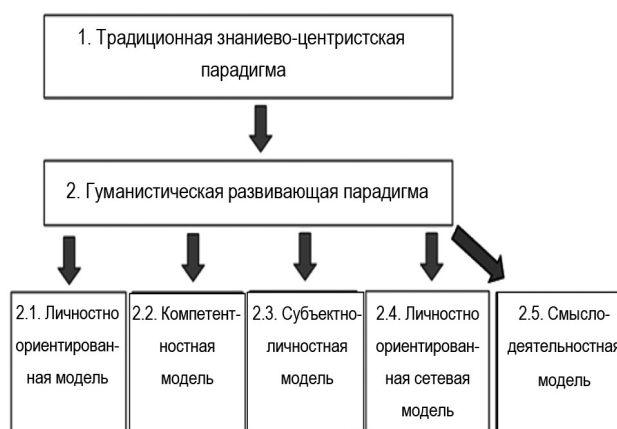 1. Традиционная знаниево-центристская
парадигма
2. Гуманистическая развивающая парадигма
2.1. Личностно
ориентирован-
ная модель
2.2. Компетент-
ностная
модель
2.3. Субъектно-
личностная
модель
2.4. Личностно
ориентирован-
ная сетевая
модель
2.5. Смысло-
деятельностная
модель